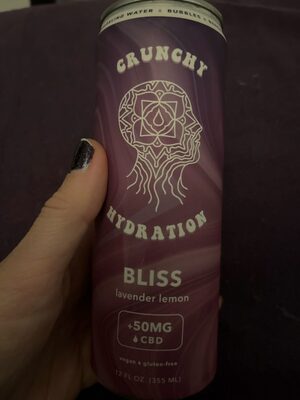 WATER • BUBBLES •
CRUNCHY
HYDRATION
BLISS
lavender lemon
+50MG
CBD
vegan & gluten-free
12 FL OZ. (355 ML)